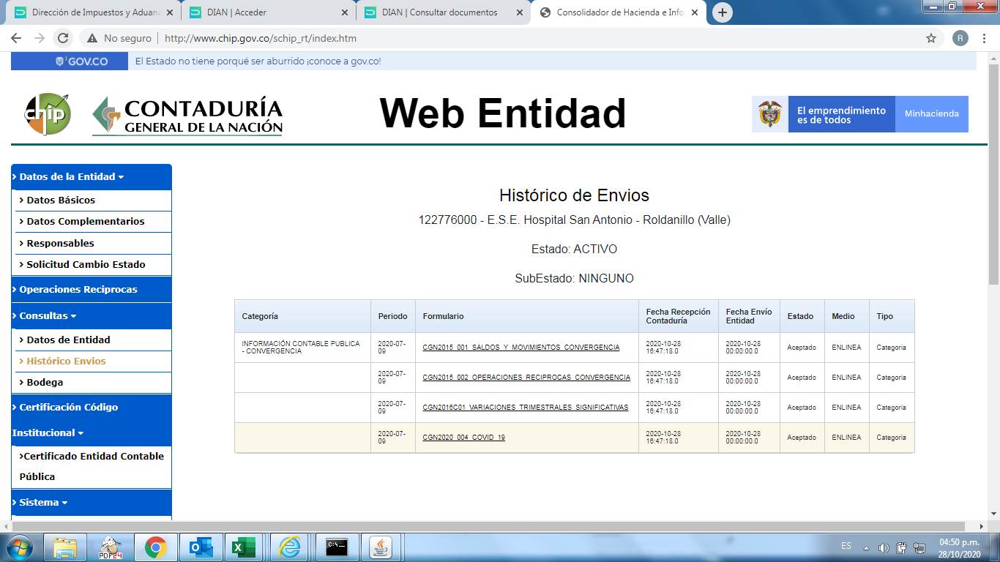 Dirección de Impuestos y Aduana
DIAN | Acceder
DIAN | Consultar documentos
Consolidador de Hacienda e Info
No seguro | http://www.chip.gov.co/schip_rt/index.htm
R
GOV.CO
El Estado no tiene porqué ser aburrido ¡conoce a gov.co!
chip
CONTADURÍA
GENERAL DE LA NACIÓN
Web Entidad
El emprendimiento
es de todos
Minhacienda
Datos de la Entidad
Datos Básicos
Datos Complementarios
Responsables
Solicitud Cambio Estado
Operaciones Reciprocas
Consultas
Datos de Entidad
Histórico Envios
Bodega
Certificación Código
Institucional
Certificado Entidad Contable
Pública
Sistema
Histórico de Envios
122776000 - E.S.E. Hospital San Antonio - Roldanillo (Valle)
Estado: ACTIVO
SubEstado: NINGUNO
Categoría Periodo Formulario Fecha Recepción Contaduría Fecha Envío Entidad Estado Medio Tipo
INFORMACIÓN CONTABLE PUBLICA - CONVERGENCIA 2020-07-09 CGN2015_001_SALDOS_Y_MOVIMIENTOS_CONVERGENCIA 2020-10-28 16:47:18.0 2020-10-28 00:00:00.0 Aceptado ENLINEA Categoria
2020-07-09 CGN2015_002_OPERACIONES_RECIPROCAS_CONVERGENCIA 2020-10-28 16:47:18.0 2020-10-28 00:00:00.0 Aceptado ENLINEA Categoria
2020-07-09 CGN2016C01_VARIACIONES_TRIMESTRALES_SIGNIFICATIVAS 2020-10-28 16:47:18.0 2020-10-28 00:00:00.0 Aceptado ENLINEA Categoria
2020-07-09 CGN2020_004_COVID_19 2020-10-28 16:47:18.0 2020-10-28 00:00:00.0 Aceptado ENLINEA Categoria
PDF24
C:\.
ES
04:50 p.m.
28/10/2020